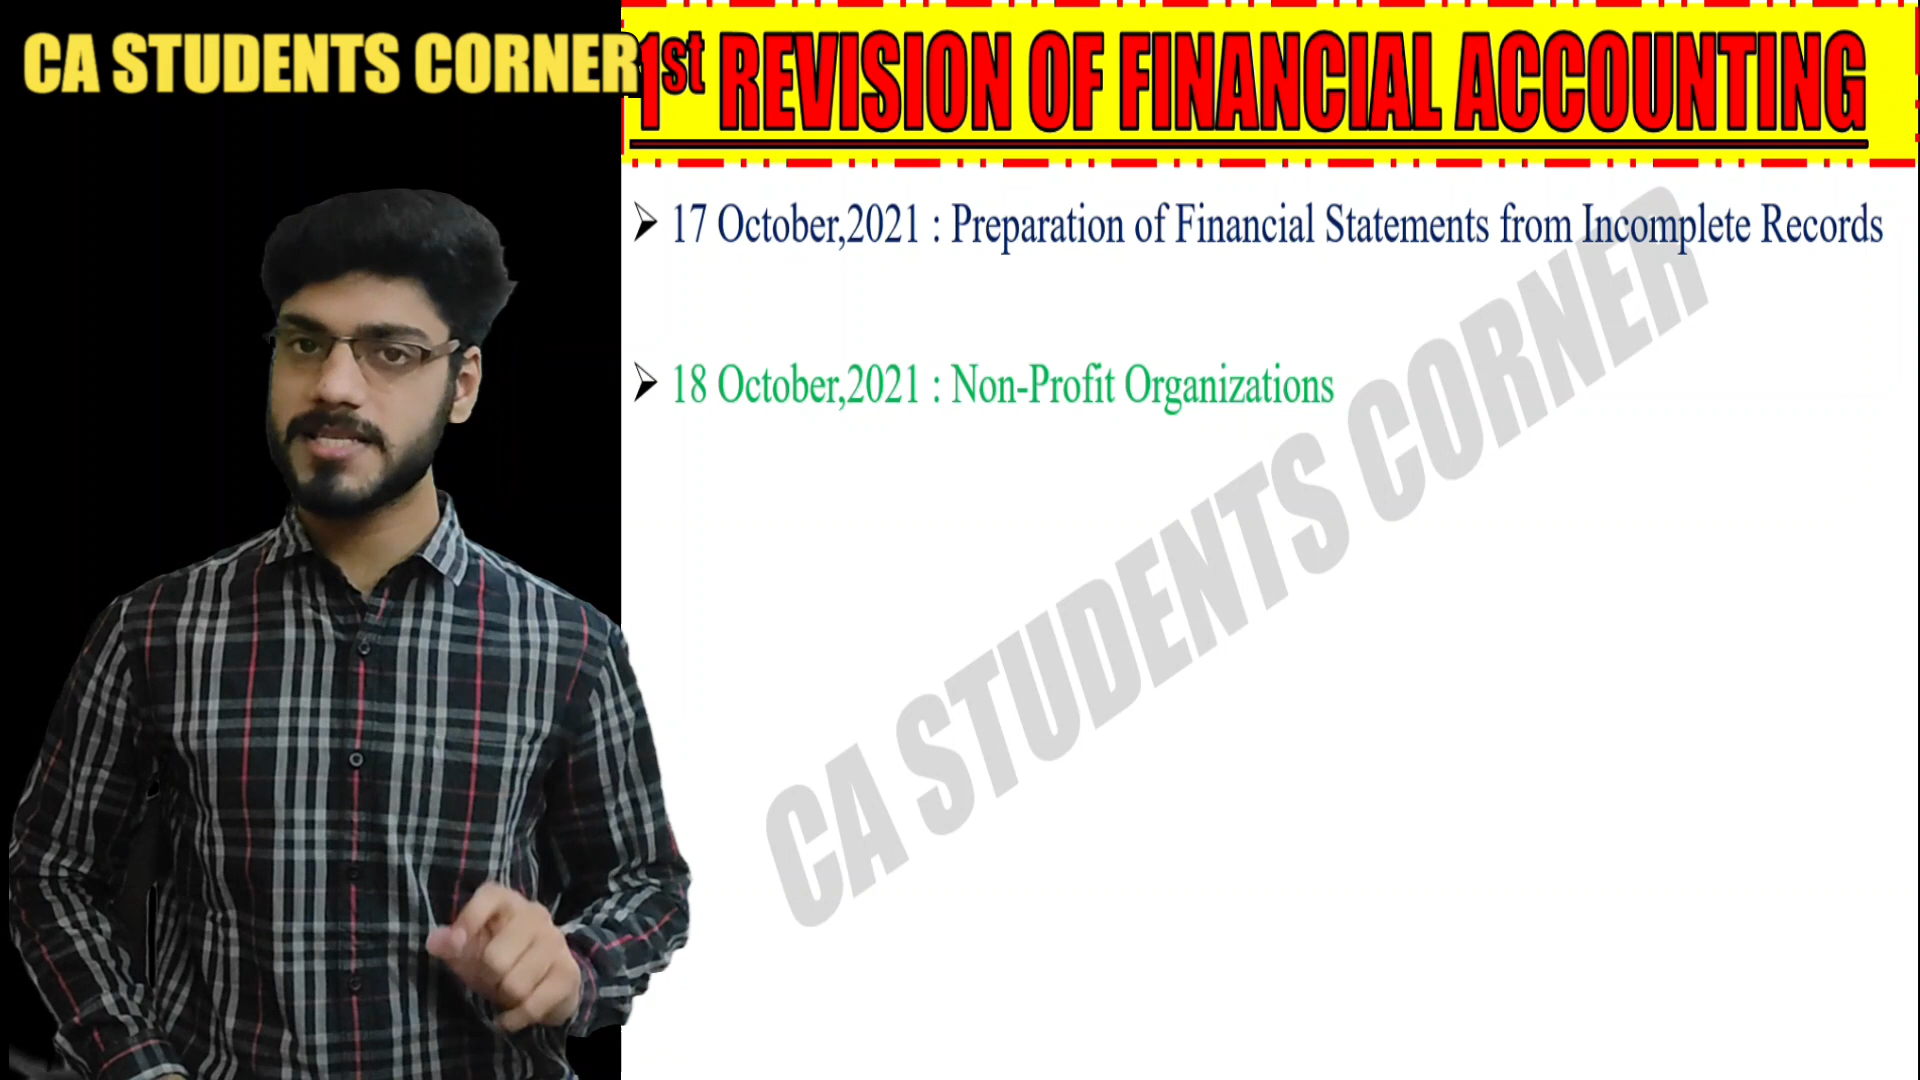 CA STUDENTS CORNER
1st REVISION OF FINANCIAL ACCOUNTING
➢ 17 October,2021 : Preparation of Financial Statements from Incomplete Records
➢ 18 October,2021 : Non-Profit Organizations
CA STUDENTS CORNER